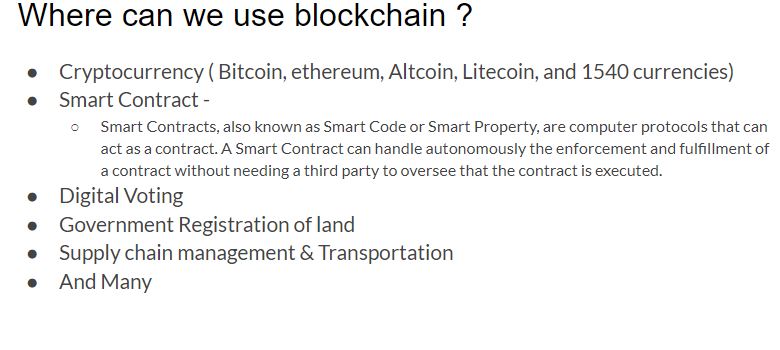 Where can we use blockchain ?
● Cryptocurrency ( Bitcoin, ethereum, Altcoin, Litecoin, and 1540 currencies)
● Smart Contract -
○ Smart Contracts, also known as Smart Code or Smart Property, are computer protocols that can
act as a contract. A Smart Contract can handle autonomously the enforcement and fulfillment of
a contract without needing a third party to oversee that the contract is executed.
● Digital Voting
● Government Registration of land
● Supply chain management & Transportation
● And Many